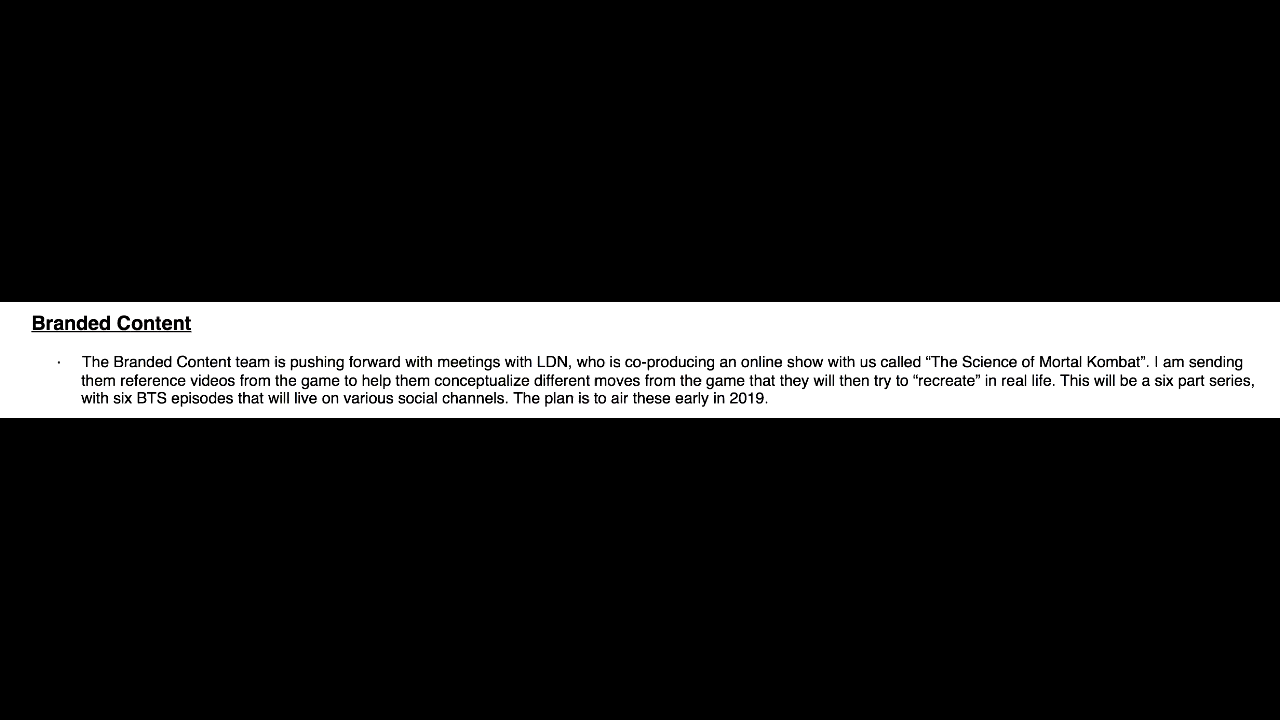 Branded Content
· The Branded Content team is pushing forward with meetings with LDN, who is co-producing an online show with us called “The Science of Mortal Kombat”. I am sending
them reference videos from the game to help them conceptualize different moves from the game that they will then try to “recreate” in real life. This will be a six part series,
with six BTS episodes that will live on various social channels. The plan is to air these early in 2019.